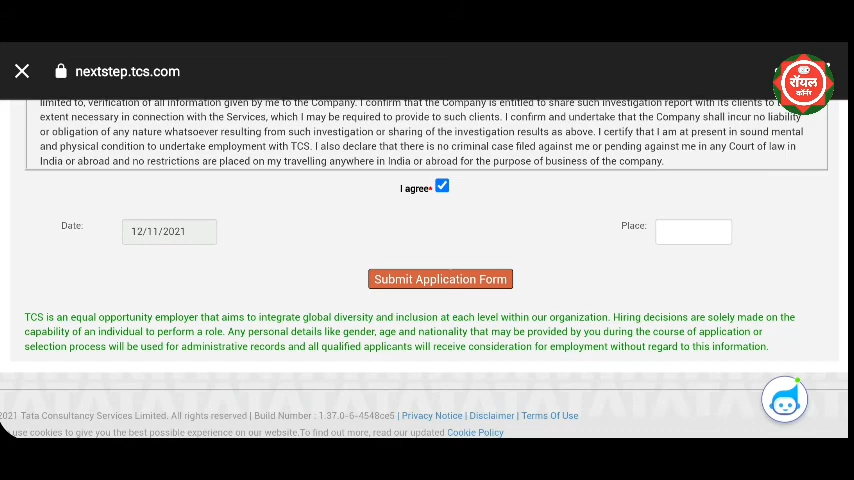 nextstep.tcs.com
रॉयल
कॉर्नर
limited to, verification of all information given by me to the Company. I confirm that the Company is entitled to share such investigation report with its clients to
extent necessary in connection with the Services, which I may be required to provide to such clients. I confirm and undertake that the Company shall incur no liability
or obligation of any nature whatsoever resulting from such investigation or sharing of the investigation results as above. I certify that I am at present in sound mental
and physical condition to undertake employment with TCS. I also declare that there is no criminal case filed against me or pending against me in any Court of law in
India or abroad and no restrictions are placed on my travelling anywhere in India or abroad for the purpose of business of the company.
I agree*
Date: 12/11/2021 Place:
Submit Application Form
TCS is an equal opportunity employer that aims to integrate global diversity and inclusion at each level within our organization. Hiring decisions are solely made on the
capability of an individual to perform a role. Any personal details like gender, age and nationality that may be provided by you during the course of application or
selection process will be used for administrative records and all qualified applicants will receive consideration for employment without regard to this information.
2021 Tata Consultancy Services Limited. All rights reserved | Build Number : 1.37.0-6-4548ce5 | Privacy Notice | Disclaimer | Terms Of Use
use cookies to give you the best possible experience on our website.To find out more, read our updated Cookie Policy